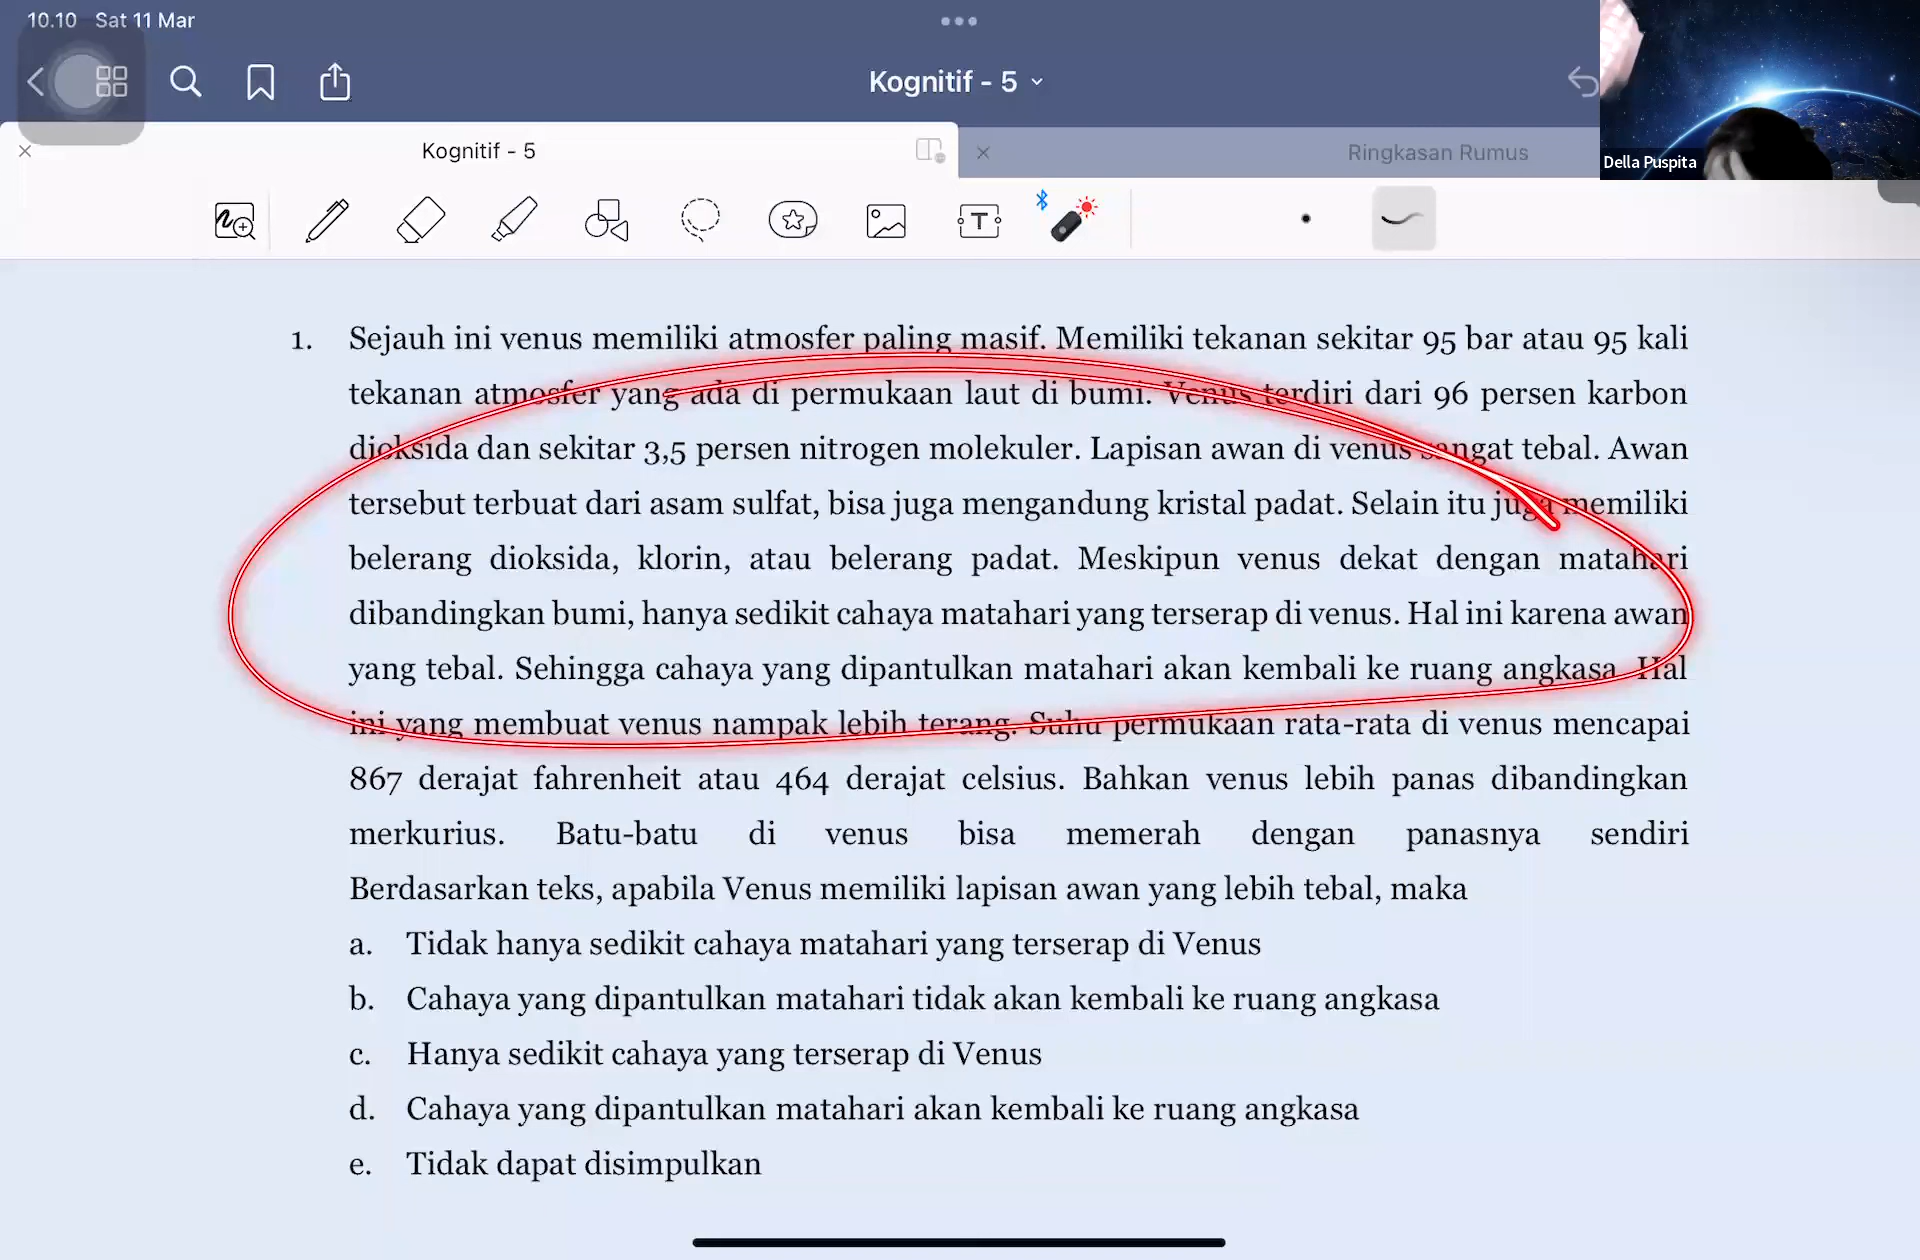 10.10 Sat 11 Mar
Kognitif - 5
Kognitif - 5
Ringkasan Rumus
Della Puspita
T
1. Sejauh ini venus memiliki atmosfer paling masif. Memiliki tekanan sekitar 95 bar atau 95 kali
tekanan atmosfer yang ada di permukaan laut di bumi. Venus terdiri dari 96 persen karbon
dioksida dan sekitar 3,5 persen nitrogen molekuler. Lapisan awan di venus sangat tebal. Awan
tersebut terbuat dari asam sulfat, bisa juga mengandung kristal padat. Selain itu juga memiliki
belerang dioksida, klorin, atau belerang padat. Meskipun venus dekat dengan matahari
dibandingkan bumi, hanya sedikit cahaya matahari yang terserap di venus. Hal ini karena awan
yang tebal. Sehingga cahaya yang dipantulkan matahari akan kembali ke ruang angkasa. Hal
ini yang membuat venus nampak lebih terang. Suhu permukaan rata-rata di venus mencapai
867 derajat fahrenheit atau 464 derajat celsius. Bahkan venus lebih panas dibandingkan
merkurius. Batu-batu di venus bisa memerah dengan panasnya sendiri
Berdasarkan teks, apabila Venus memiliki lapisan awan yang lebih tebal, maka
a. Tidak hanya sedikit cahaya matahari yang terserap di Venus
b. Cahaya yang dipantulkan matahari tidak akan kembali ke ruang angkasa
c. Hanya sedikit cahaya yang terserap di Venus
d. Cahaya yang dipantulkan matahari akan kembali ke ruang angkasa
e. Tidak dapat disimpulkan